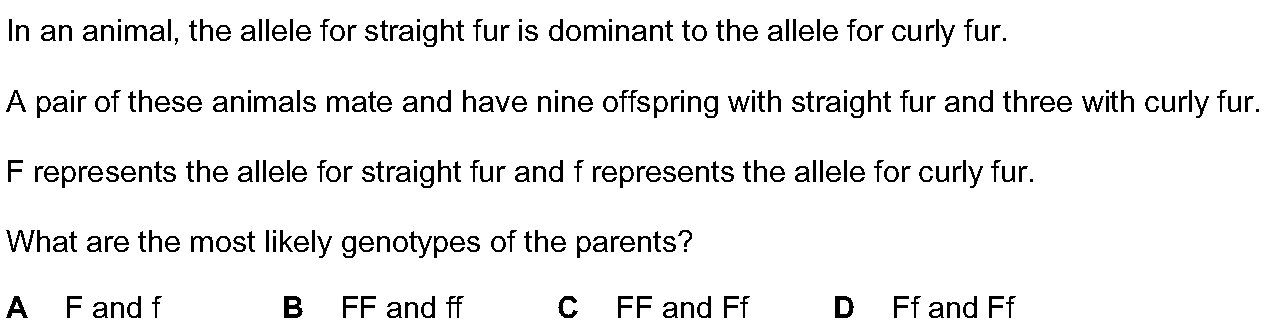 In an animal, the allele for straight fur is dominant to the allele for curly fur.
A pair of these animals mate and have nine offspring with straight fur and three with curly fur.
F represents the allele for straight fur and f represents the allele for curly fur.
What are the most likely genotypes of the parents?
A F and f B FF and ff C FF and Ff D Ff and Ff